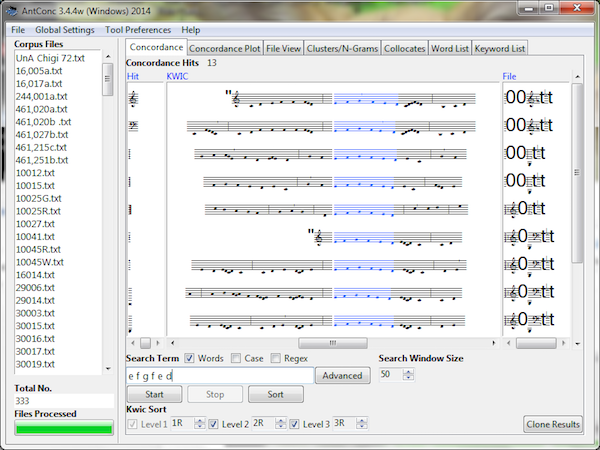 AntConc 3.4.4w (Windows) 2014
File Global Settings Tool Preferences Help
Corpus Files
UnA Chigi 72.txt
16,005a.txt
16,017a.txt
244,001a.txt
461,020a.txt
461,020b .txt
461,027b.txt
461,215c.txt
461,251b.txt
10012.txt
10015.txt
10025G.txt
10025R.txt
10027.txt
10041.txt
10045R.txt
10045W.txt
16014.txt
29006.txt
29014.txt
30003.txt
30015.txt
30016.txt
30017.txt
30019.txt
Total No.
333
Files Processed
Concordance Concordance Plot File View Clusters/N-Grams Collocates Word List Keyword List
Concordance Hits 13
Hit KWIC File
Search Term Words Case Regex Search Window Size
e f g f e d Advanced 50
Start Stop Sort
Kwic Sort
Level 1 1R Level 2 2R Level 3 3R Clone Results